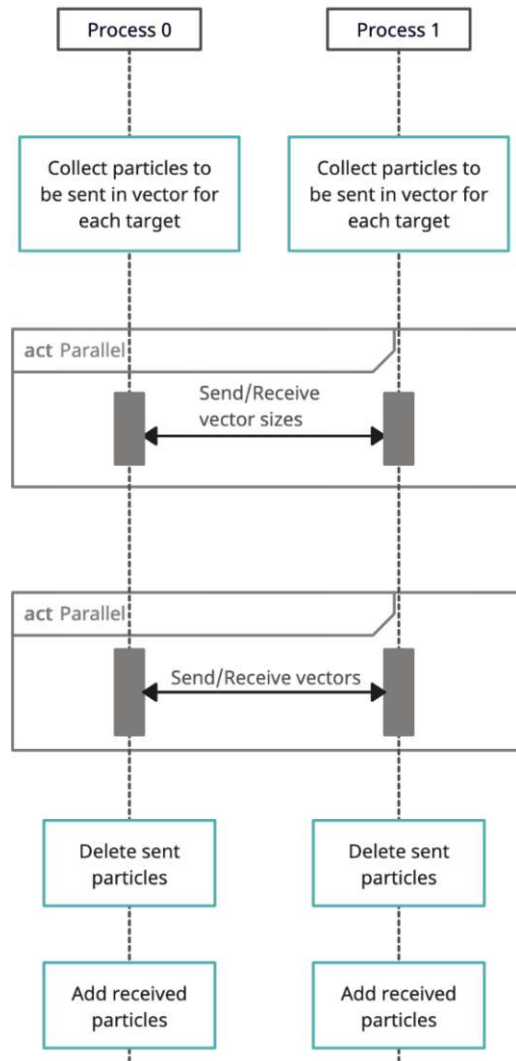 Process 0
Process 1
Collect particles to
be sent in vector for
each target
Collect particles to
be sent in vector for
each target
act Parallel
Send/Receive
vector sizes
act Parallel
Send/Receive vectors
Delete sent
particles
Delete sent
particles
Add received
particles
Add received
particles